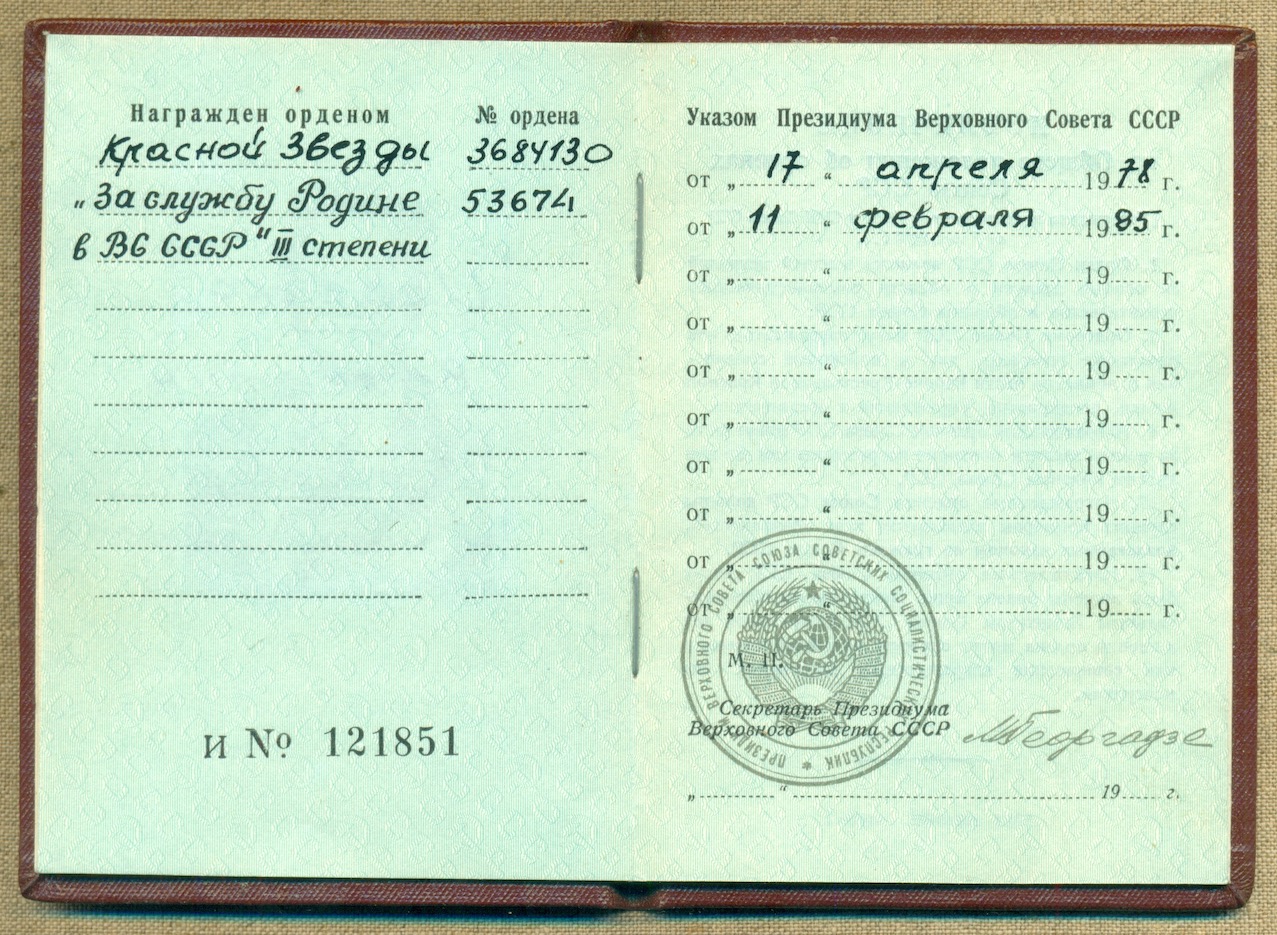 Награжден орденом
№ ордена
Красной Звезды
3684130
„За службу Родине
53674
в ВС СССР“ III степени
И № 121851
Указом Президиума Верховного Совета СССР
от „ 17 “ апреля 1978 г.
от „ 11 “ февраля 1985 г.
от „ “ 19 г.
от „ “ 19 г.
от „ “ 19 г.
от „ “ 19 г.
от „ “ 19 г.
от „ “ 19 г.
от „ “ 19 г.
от „ “ 19 г.
ПРЕЗИДИУМ ВЕРХОВНОГО СОВЕТА СОЮЗА СОВЕТСКИХ СОЦИАЛИСТИЧЕСКИХ РЕСПУБЛИК
М. П.
Секретарь Президиума
Верховного Совета СССР
МГеоргадзе
„ “ 19 г.